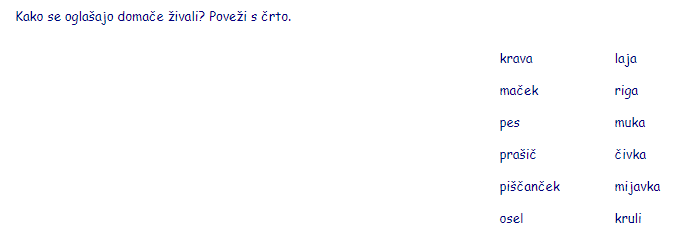 Kako se oglašajo domače živali? Poveži s črto.
krava laja
maček riga
pes muka
prašič čivka
piščanček mijavka
osel kruli